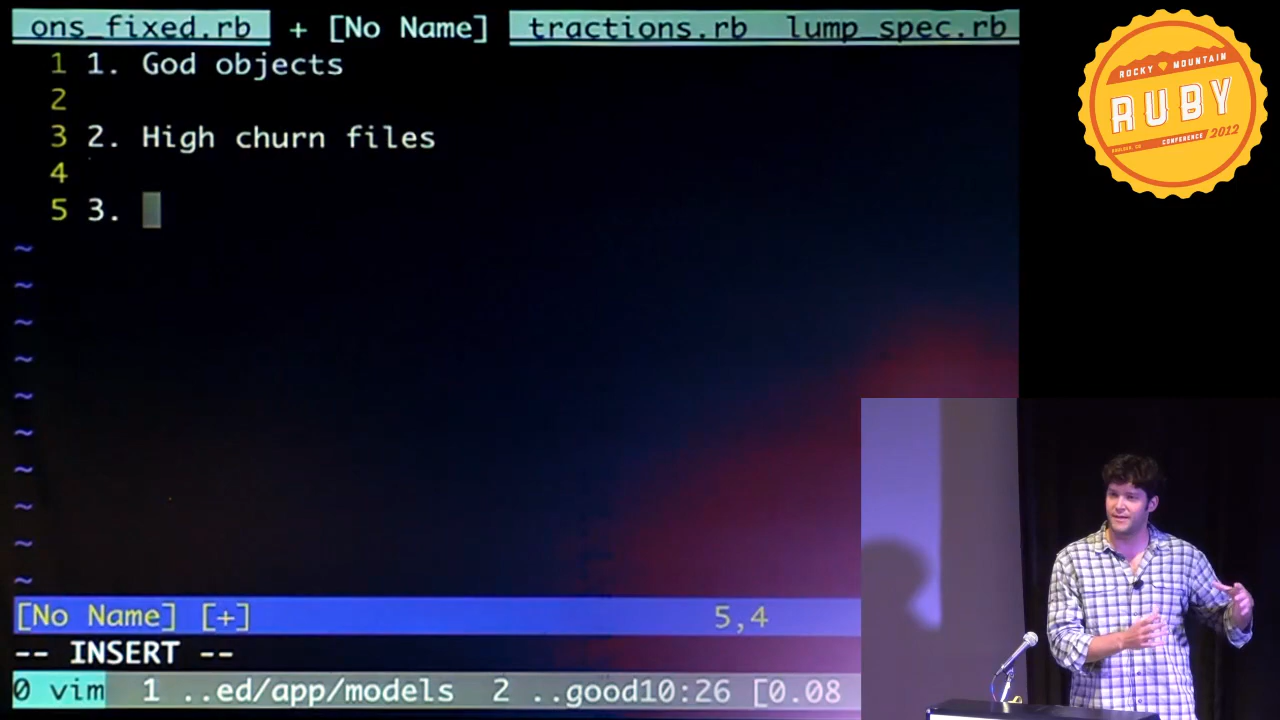 ons_fixed.rb + [No Name] tractions.rb lump_spec.rb
1 1. God objects
2
3 2. High churn files
4
5 3.
~
~
~
~
~
~
~
~
~
~
[No Name] [+] 5,4
-- INSERT --
0 vim 1 ..ed/app/models 2 ..good10:26 [0.08
ROCKY MOUNTAIN
RUBY
CONFERENCE 2012
BOULDER, CO